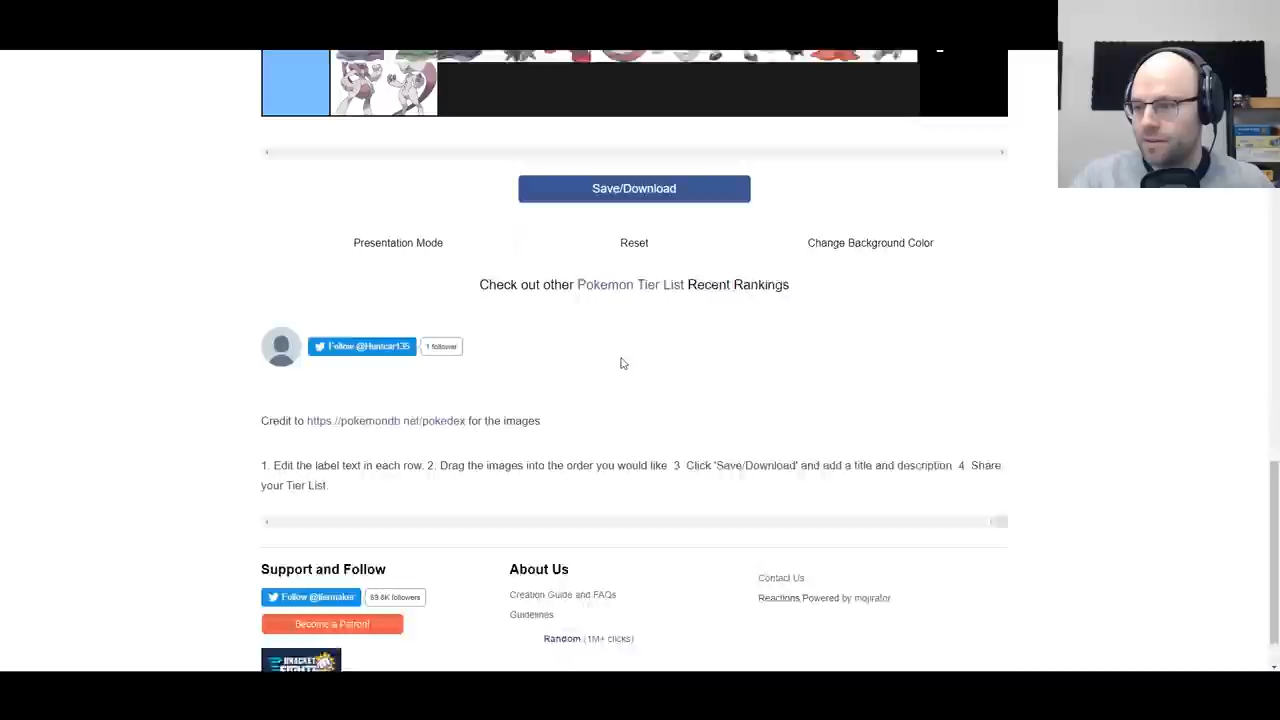 Save/Download
Presentation Mode
Reset
Change Background Color
Check out other Pokemon Tier List Recent Rankings
Follow @Huntcar135
1 follower
Credit to https://pokemondb.net/pokedex for the images
1. Edit the label text in each row. 2. Drag the images into the order you would like. 3. Click 'Save/Download' and add a title and description. 4. Share
your Tier List.
Support and Follow
Follow @tiermaker
69.8K followers
Become a Patron!
About Us
Creation Guide and FAQs
Guidelines
Random (1M+ clicks)
Contact Us
Reactions Powered by mojirator
BRACKET